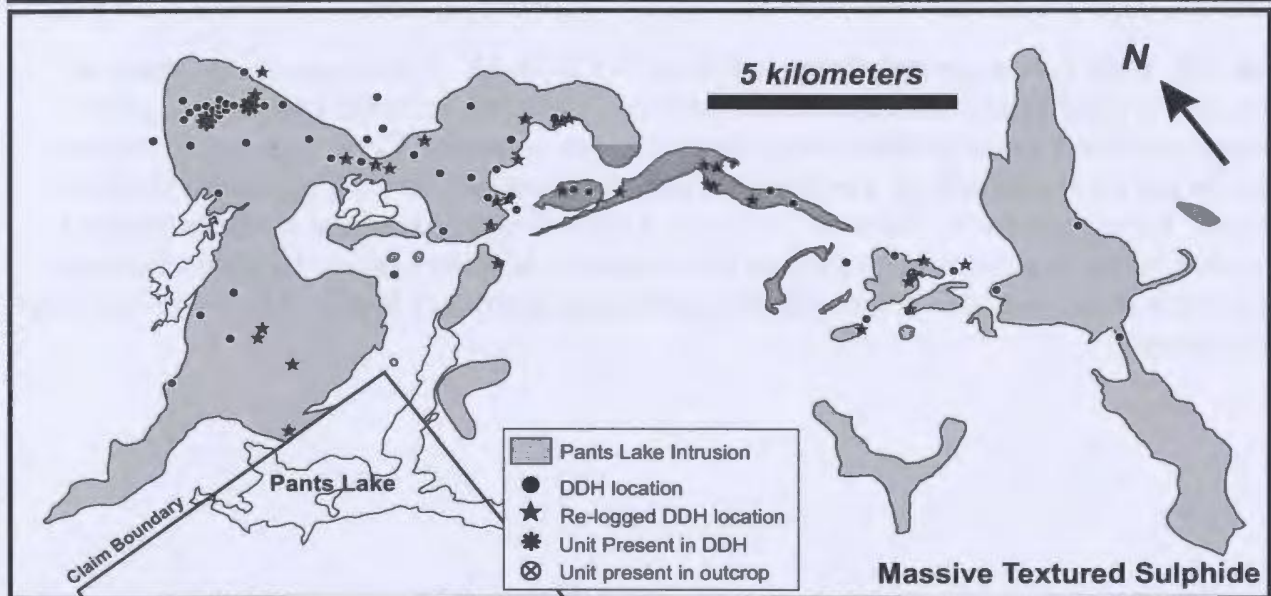 5 kilometers
N
Pants Lake
Claim Boundary
Pants Lake Intrusion
DDH location
Re-logged DDH location
Unit Present in DDH
Unit present in outcrop
Massive Textured Sulphide